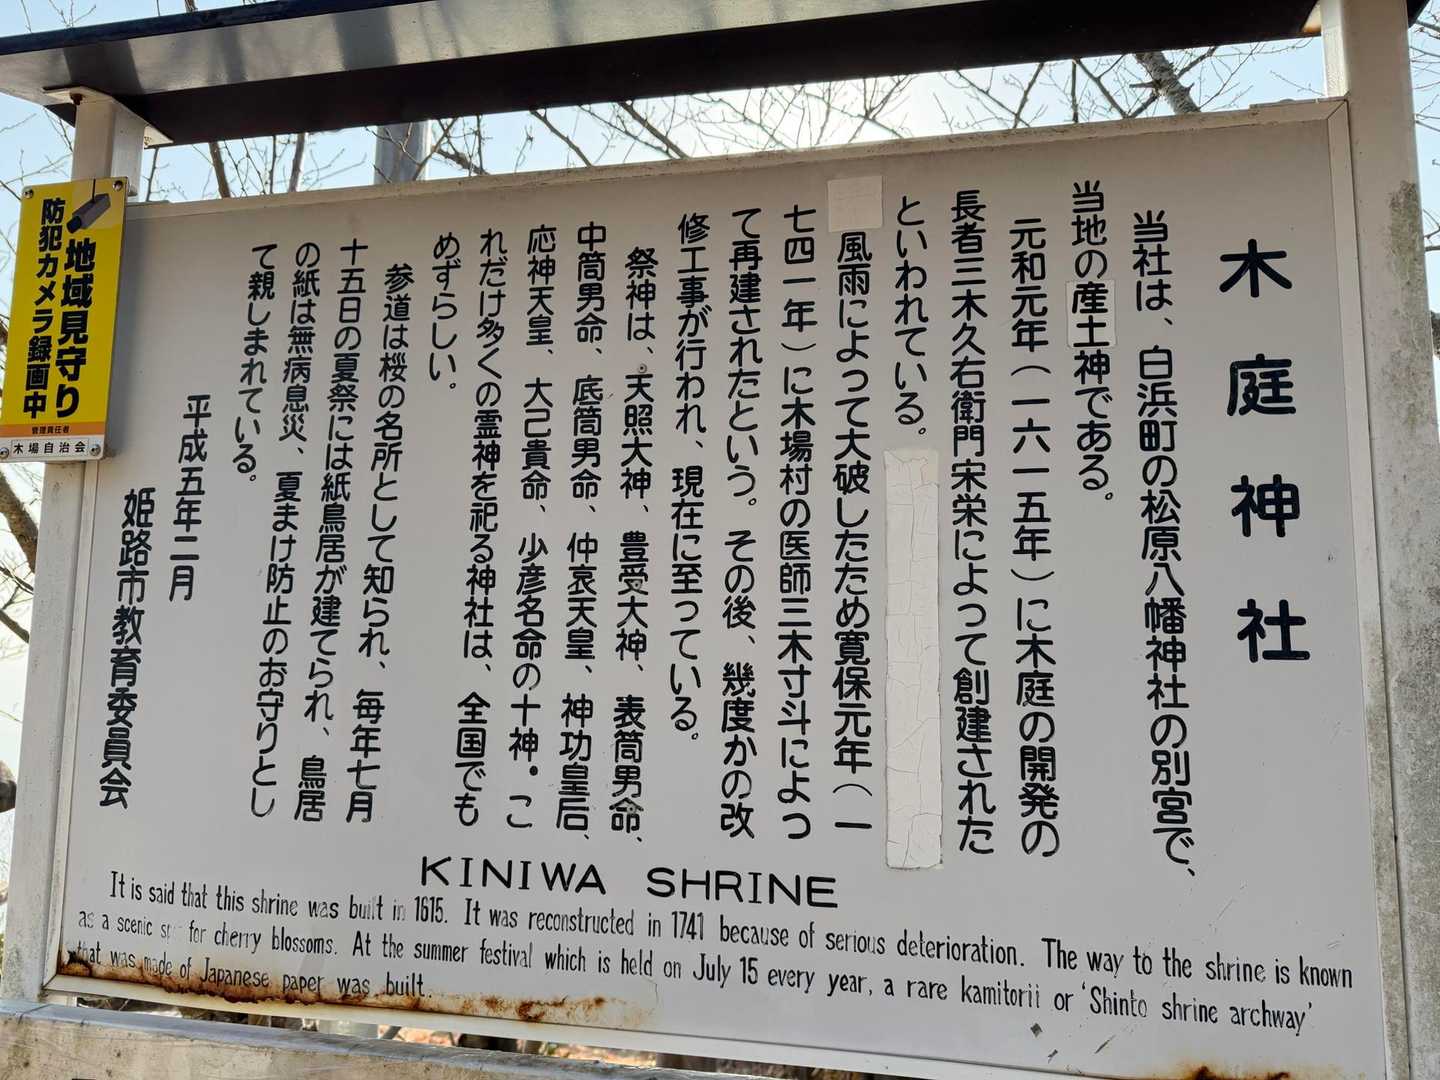 木庭神社
当社は、白浜町の松原八幡神社の別宮で、
当地の産土神である。
元和元年(一六一五年)に木庭の開発の
長者三木久右衛門宋栄によって創建された
といわれている。
風雨によって大破したため寛保元年(一
七四一年)に木場村の医師三木寸斗によっ
て再建されたという。その後、幾度かの改
修工事が行われ、現在に至っている。
祭神は、天照大神、豊受大神、表筒男命、
中筒男命、底筒男命、仲哀天皇、神功皇后、
応神天皇、大己貴命、少彦名命の十神・こ
れだけ多くの霊神を祀る神社は、全国でも
めずらしい。
参道は桜の名所として知られ、毎年七月
十五日の夏祭には紙鳥居が建てられ、鳥居
の紙は無病息災、夏まけ防止のお守りとし
て親しまれている。
平成五年二月
姫路市教育委員会
KINIWA SHRINE
It is said that this shrine was built in 1615. It was reconstructed in 1741 because of serious deterioration. The way to the shrine is known
as a scenic for cherry blossoms. At the summer festival which is held on July 15 every year, a rare kamitorii or 'Shinto shrine archway'
that was made of Japanese paper was built.
地域見守り
防犯カメラ録画中
管理責任者
木場自治会